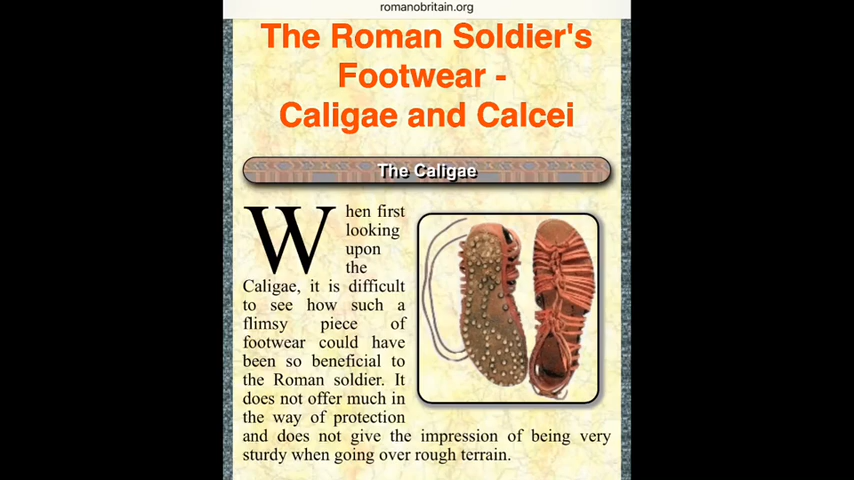 romanobritain.org
The Roman Soldier's
Footwear -
Caligae and Calcei
The Caligae
When first
looking
upon
the
Caligae, it is difficult
to see how such a
flimsy piece of
footwear could have
been so beneficial to
the Roman soldier. It
does not offer much in
the way of protection
and does not give the impression of being very
sturdy when going over rough terrain.